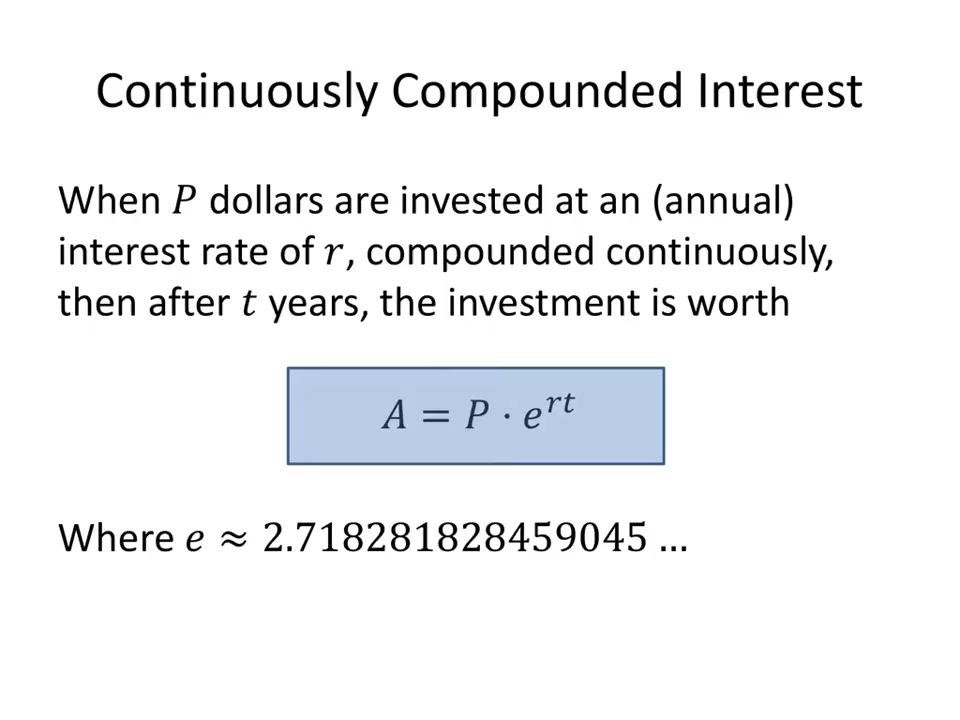 Continuously Compounded Interest
When 𝑃 dollars are invested at an (annual)
interest rate of 𝑟, compounded continuously,
then after 𝑡 years, the investment is worth
𝐴 = 𝑃 · 𝑒^{𝑟𝑡}
Where 𝑒 ≈ 2.718281828459045 …